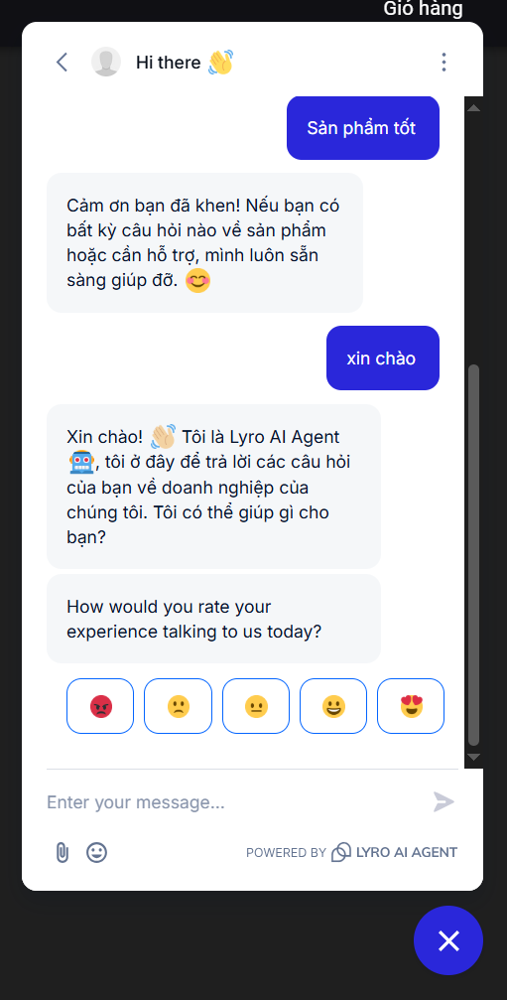 Giỏ hàng
Hi there 👋
Sản phẩm tốt
Cảm ơn bạn đã khen! Nếu bạn có
bất kỳ câu hỏi nào về sản phẩm
hoặc cần hỗ trợ, mình luôn sẵn
sàng giúp đỡ. 😊
xin chào
Xin chào! 👋🏼 Tôi là Lyro AI Agent
🤖, tôi ở đây để trả lời các câu hỏi
của bạn về doanh nghiệp của
chúng tôi. Tôi có thể giúp gì cho
bạn?
How would you rate your
experience talking to us today?
Enter your message...
POWERED BY LYRO AI AGENT